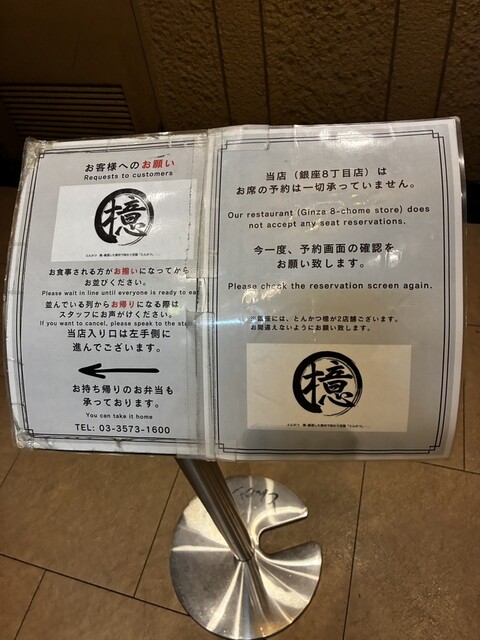 お客様へのお願い
Requests to customers
お食事される方がお揃いになってから
お並びください。
Please wait in line until everyone is ready to eat
並んでいる列からお帰りになる際は
スタッフにお声がけください。
If you want to cancel, please speak to the sta
当店入り口は左手側に
進んでございます。
お持ち帰りのお弁当も
承っております。
You can take it home
TEL: 03-3573-1600
当店（銀座8丁目店）は
お席の予約は一切承っていません。
Our restaurant (Ginza 8-chome store) does
not accept any seat reservations.
今一度、予約画面の確認を
お願い致します。
Please check the reservation screen again.
※銀座には、とんかつ檍が2店舗ございます。
お間違えないようにお願い致します。
檍